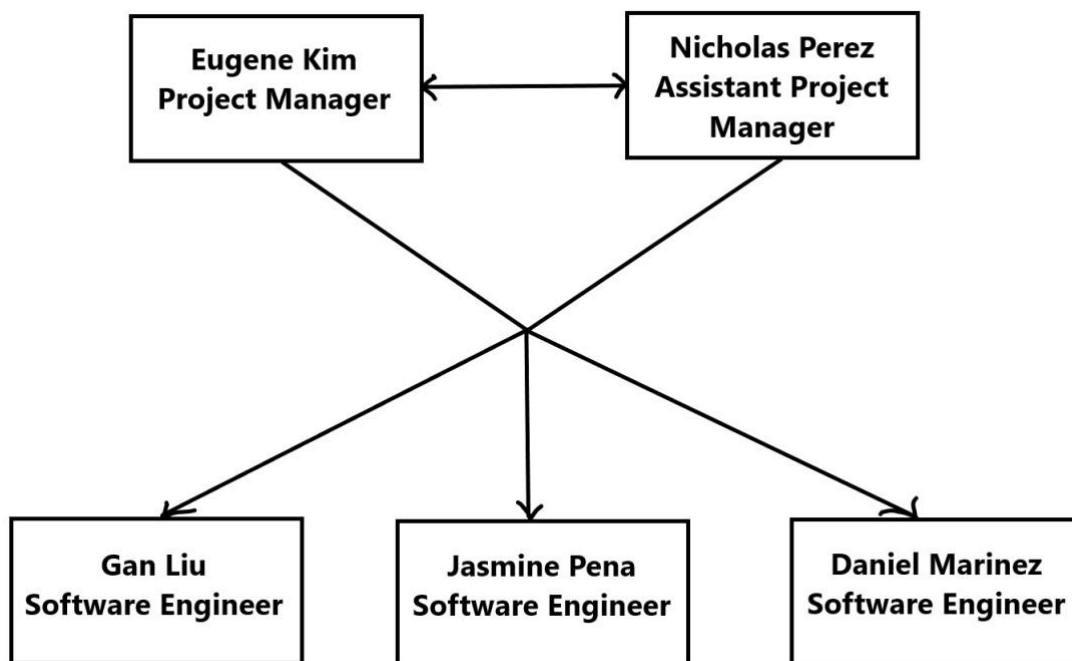 Eugene Kim
Project Manager
Nicholas Perez
Assistant Project
Manager
Gan Liu
Software Engineer
Jasmine Pena
Software Engineer
Daniel Marinez
Software Engineer